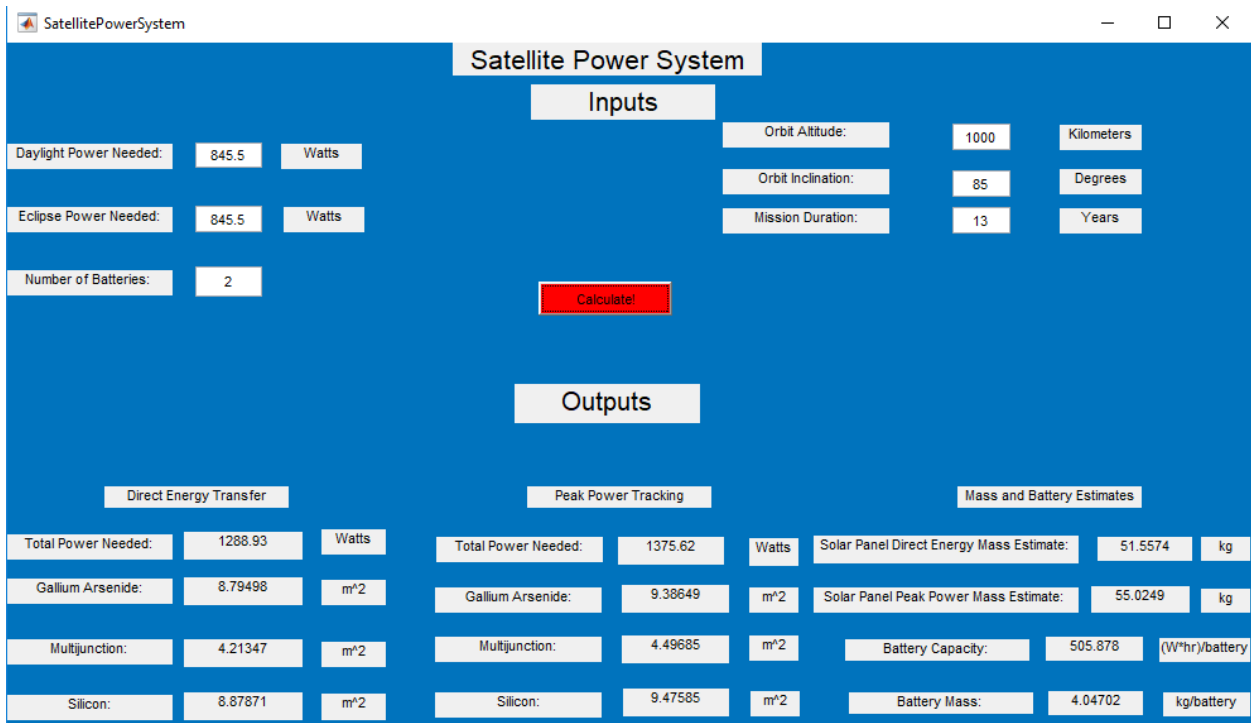 SatellitePowerSystem
Satellite Power System
Inputs
Daylight Power Needed: 845.5 Watts
Eclipse Power Needed: 845.5 Watts
Number of Batteries: 2
Orbit Altitude: 1000 Kilometers
Orbit Inclination: 85 Degrees
Mission Duration: 13 Years
Calculate!
Outputs
Direct Energy Transfer
Total Power Needed: 1288.93 Watts
Gallium Arsenide: 8.79498 m^2
Multijunction: 4.21347 m^2
Silicon: 8.87871 m^2
Peak Power Tracking
Total Power Needed: 1375.62 Watts
Gallium Arsenide: 9.38649 m^2
Multijunction: 4.49685 m^2
Silicon: 9.47585 m^2
Mass and Battery Estimates
Solar Panel Direct Energy Mass Estimate: 51.5574 kg
Solar Panel Peak Power Mass Estimate: 55.0249 kg
Battery Capacity: 505.878 (W*hr)/battery
Battery Mass: 4.04702 kg/battery